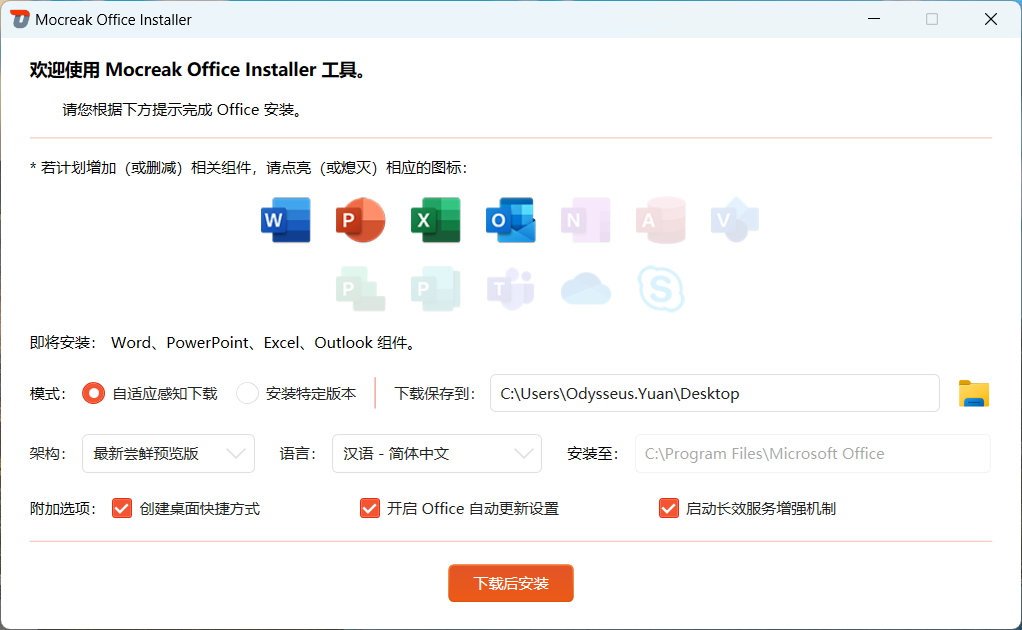 Mocreak Office Installer
欢迎使用 Mocreak Office Installer 工具。
请您根据下方提示完成 Office 安装。
* 若计划增加（或删减）相关组件，请点亮（或熄灭）相应的图标：
W P X O N A V
P P T S
即将安装： Word、PowerPoint、Excel、Outlook 组件。
模式： 自适应感知下载 安装特定版本 下载保存到： C:\Users\Odysseus.Yuan\Desktop
架构： 最新尝鲜预览版 语言： 汉语 - 简体中文 安装至： C:\Program Files\Microsoft Office
附加选项： 创建桌面快捷方式 开启 Office 自动更新设置 启动长效服务增强机制
下载后安装